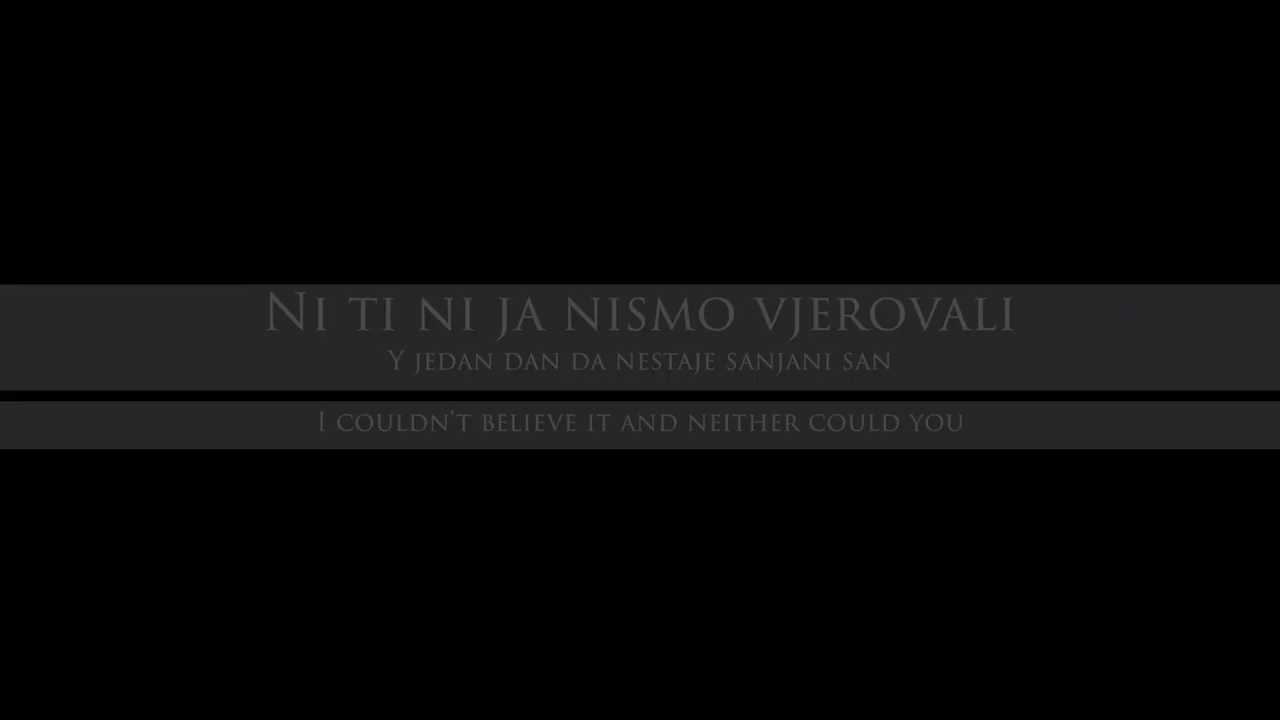 Ni ti ni ja nismo vjerovali
Y jedan dan da nestaje sanjani san
I couldn't believe it and neither could you